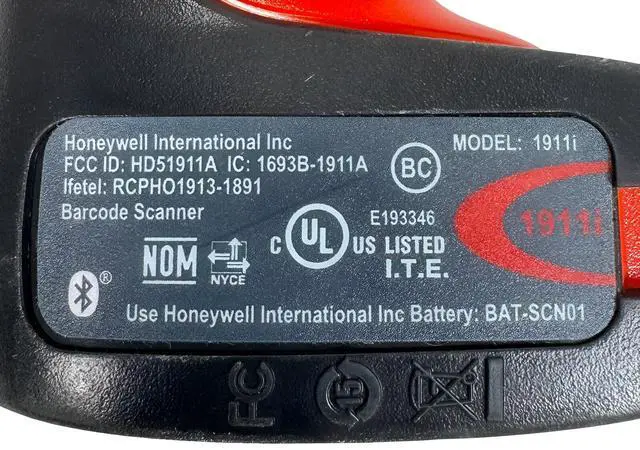 Honeywell International Inc
MODEL: 1911i
FCC ID: HD51911A IC: 1693B-1911A
BC
Ifetel: RCPHO1913-1891
Barcode Scanner
E193346
1911i
C UL US LISTED
I.T.E.
NOM
NYCE
®
Use Honeywell International Inc Battery: BAT-SCN01
FC
15